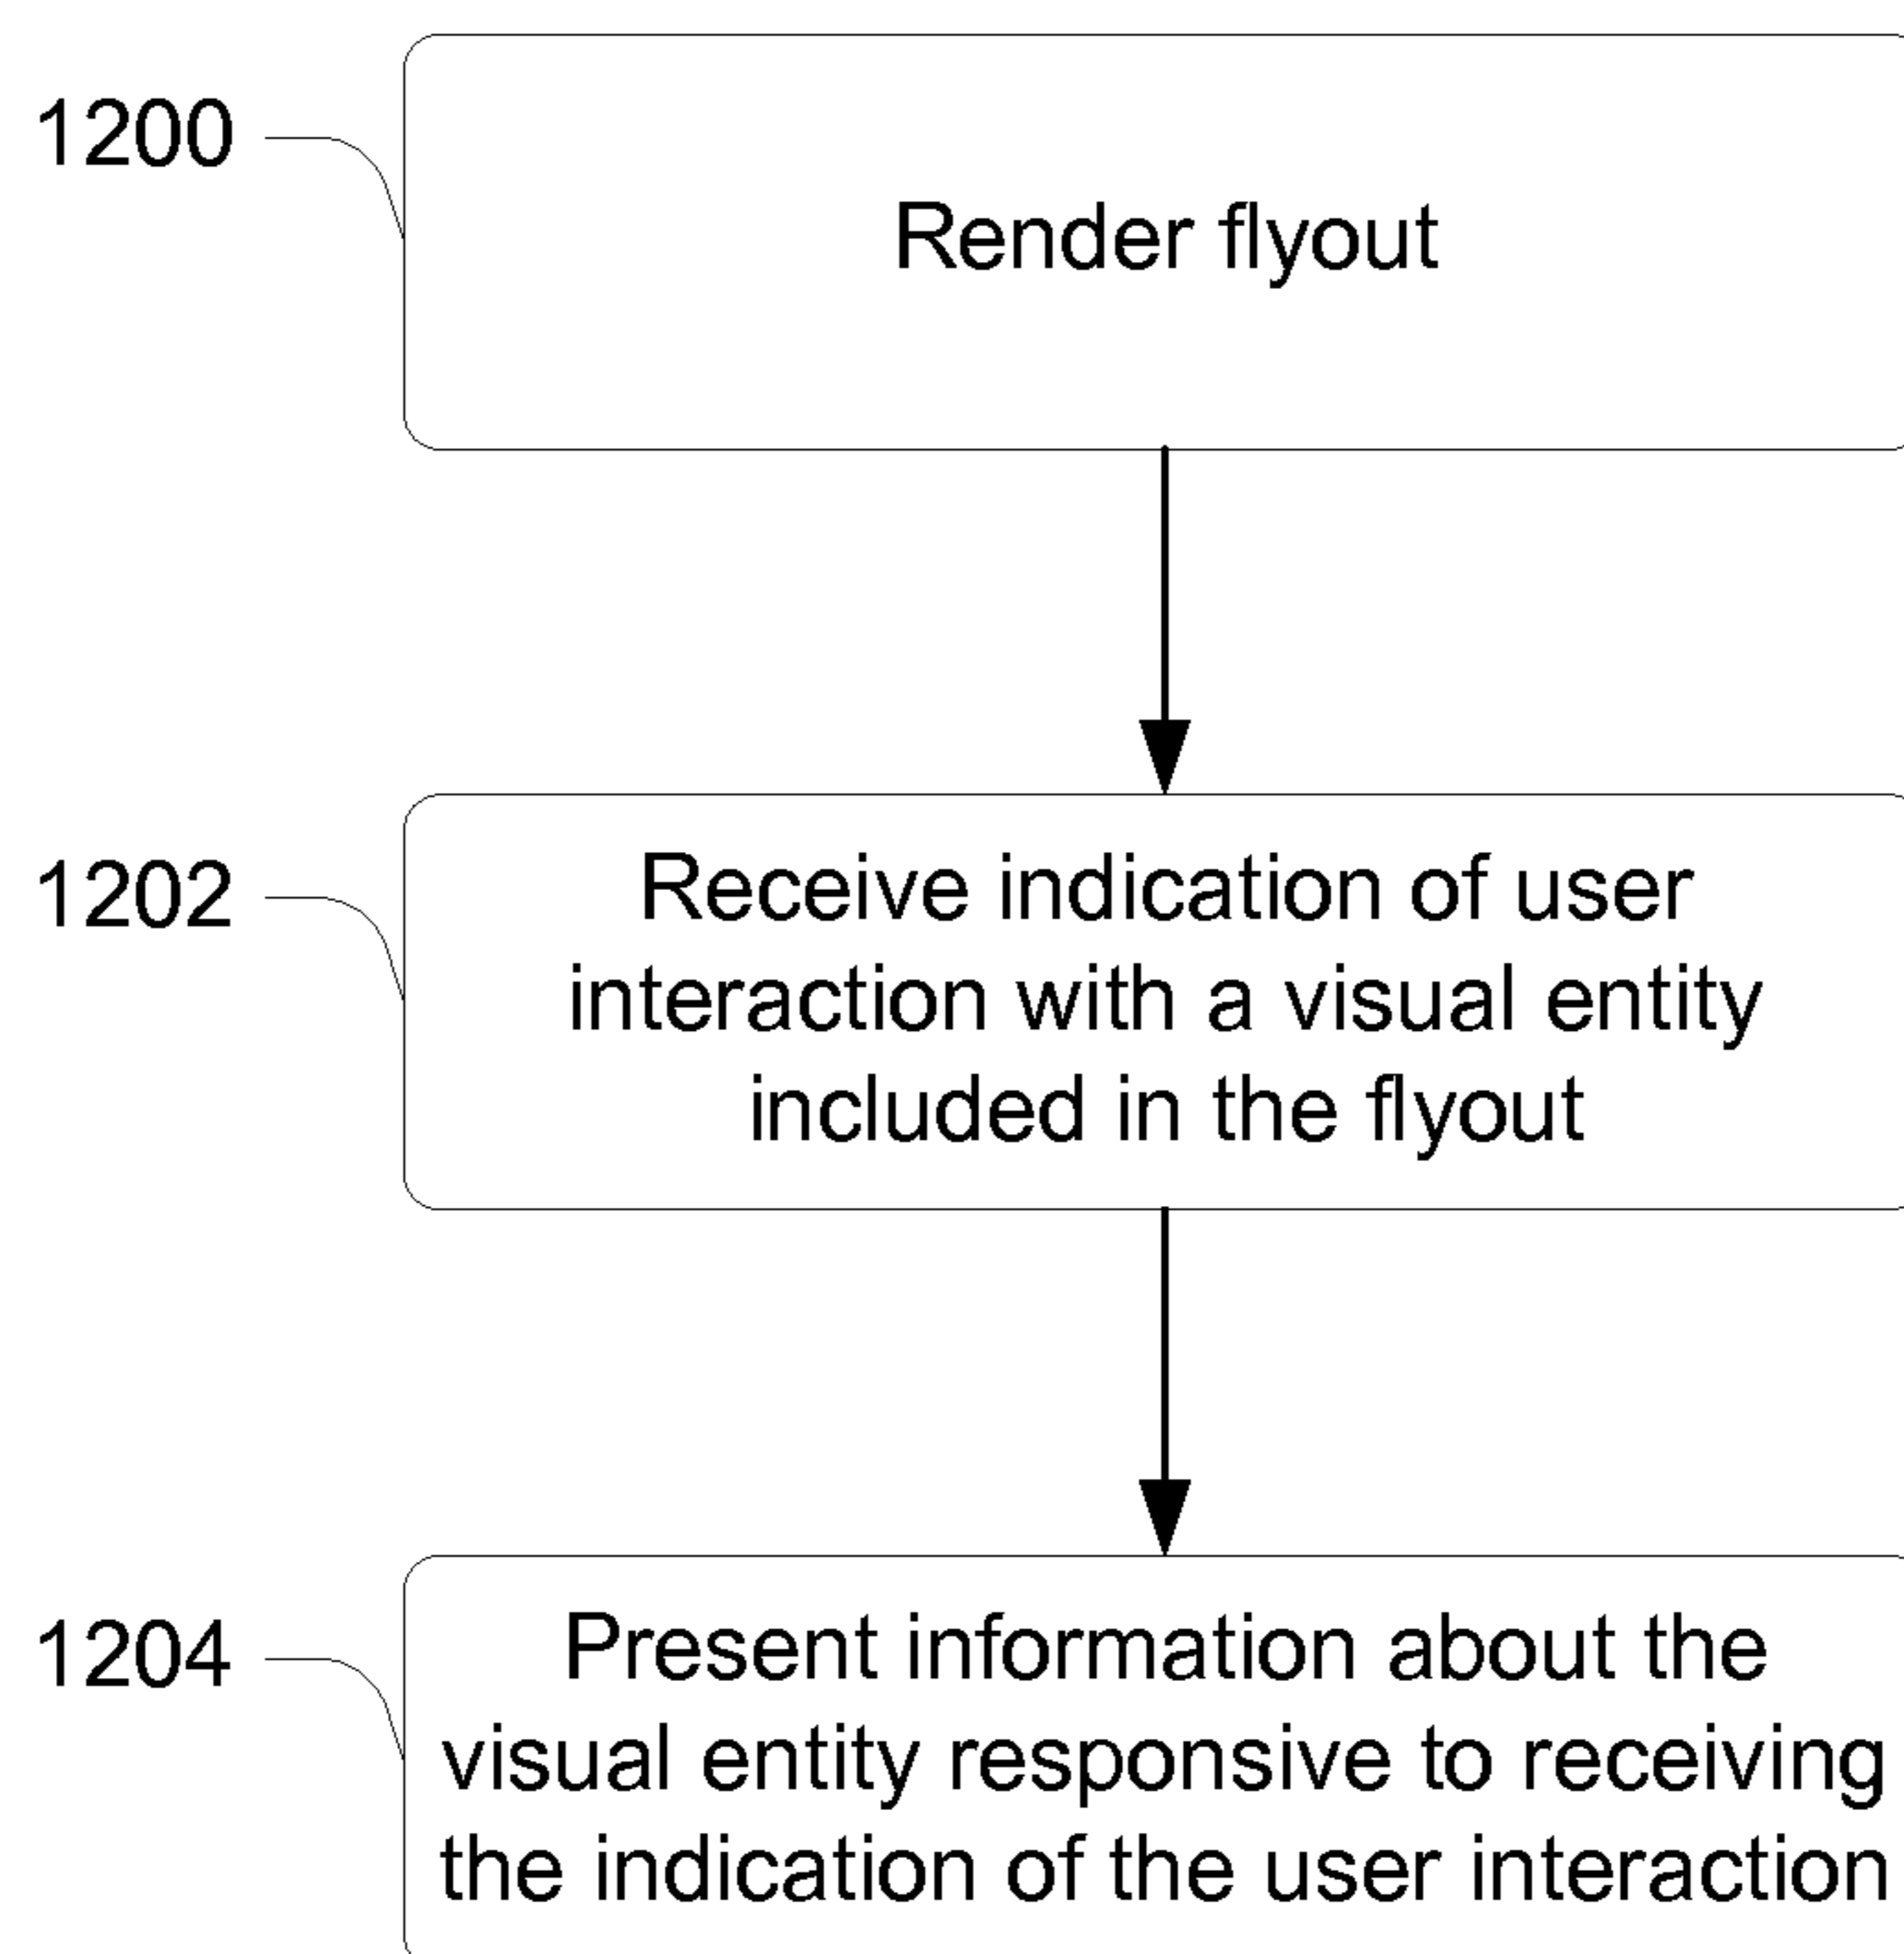 1200
Render flyout
1202
Receive indication of user
interaction with a visual entity
included in the flyout
1204
Present information about the
visual entity responsive to receiving
the indication of the user interaction